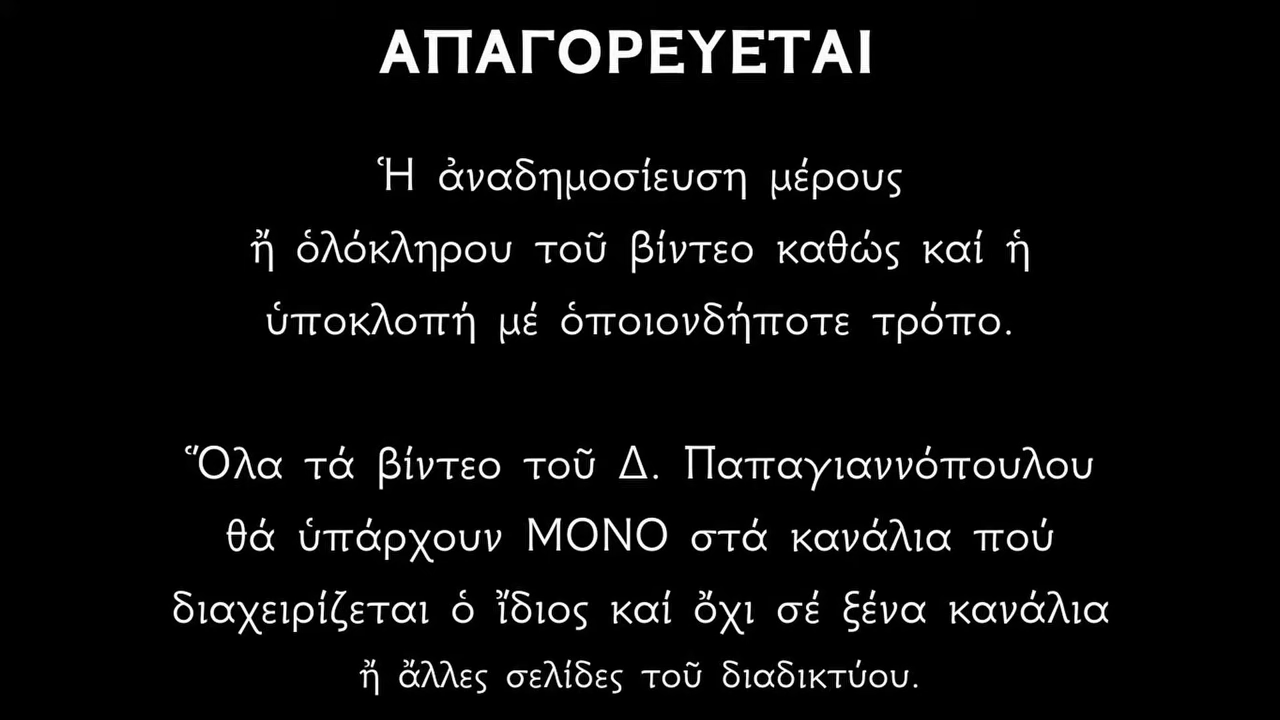 ΑΠΑΓΟΡΕΥΕΤΑΙ
Ἡ ἀναδημοσίευση μέρους
ἤ ὁλόκληρου τοῦ βίντεο καθώς καί ἡ
ὑποκλοπή μέ ὁποιονδήποτε τρόπο.
Ὅλα τά βίντεο τοῦ Δ. Παπαγιαννόπουλου
θά ὑπάρχουν ΜΟΝΟ στά κανάλια πού
διαχειρίζεται ὁ ἴδιος καί ὄχι σέ ξένα κανάλια
ἤ ἄλλες σελίδες τοῦ διαδικτύου.